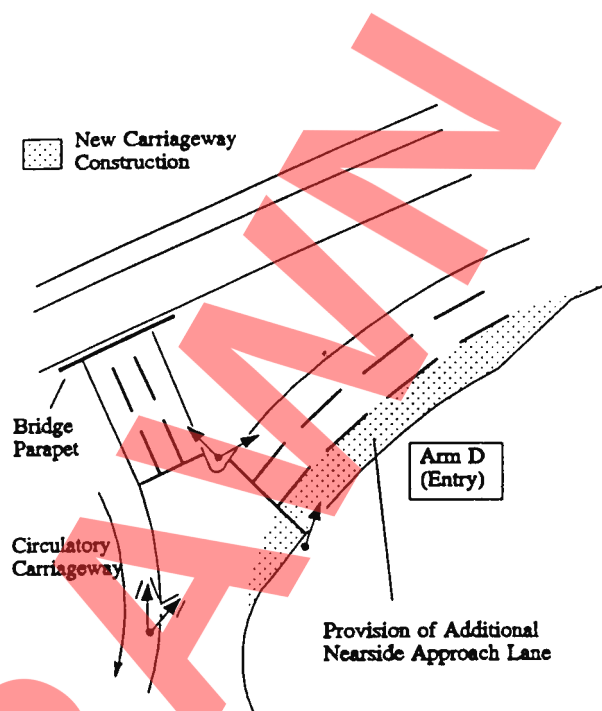 New Carriageway
Construction
Bridge
Parapet
Arm D
(Entry)
Circulatory
Carriageway
Provision of Additional
Nearside Approach Lane